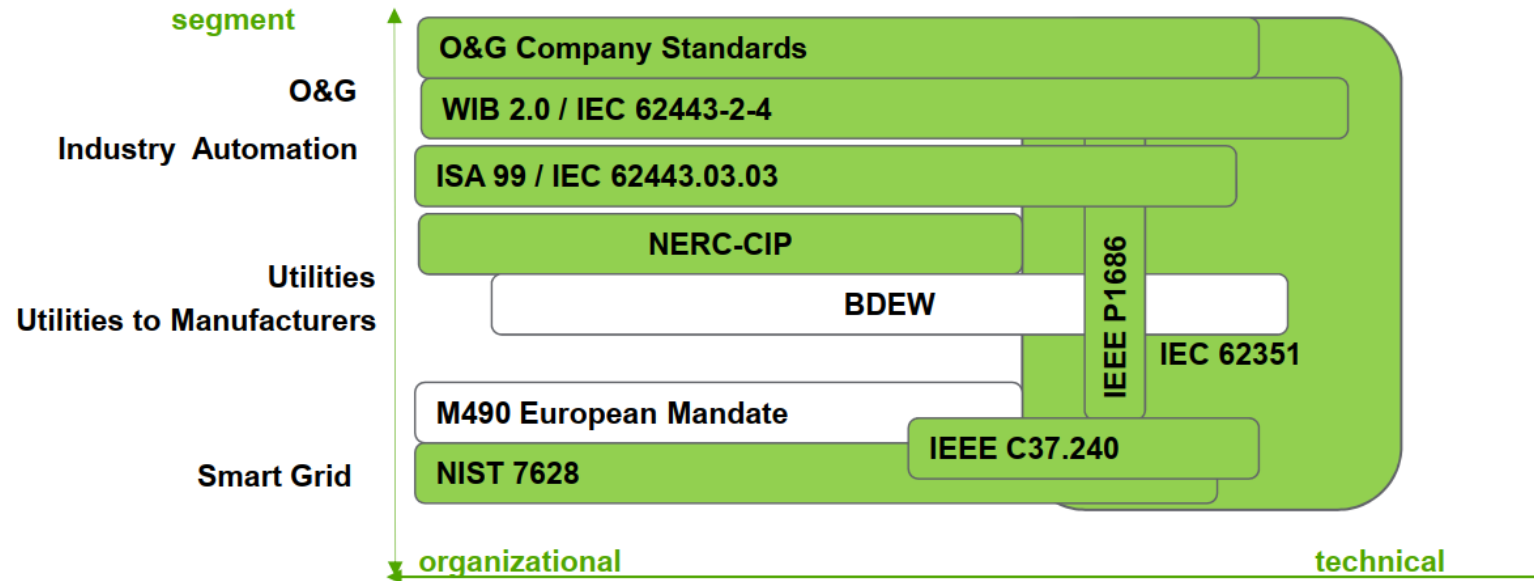 segment
O&G Company Standards
O&G
WIB 2.0 / IEC 62443-2-4
Industry Automation
ISA 99 / IEC 62443.03.03
NERC-CIP
Utilities
BDEW
Utilities to Manufacturers
IEEE P1686
IEC 62351
M490 European Mandate
IEEE C37.240
Smart Grid
NIST 7628
organizational
technical